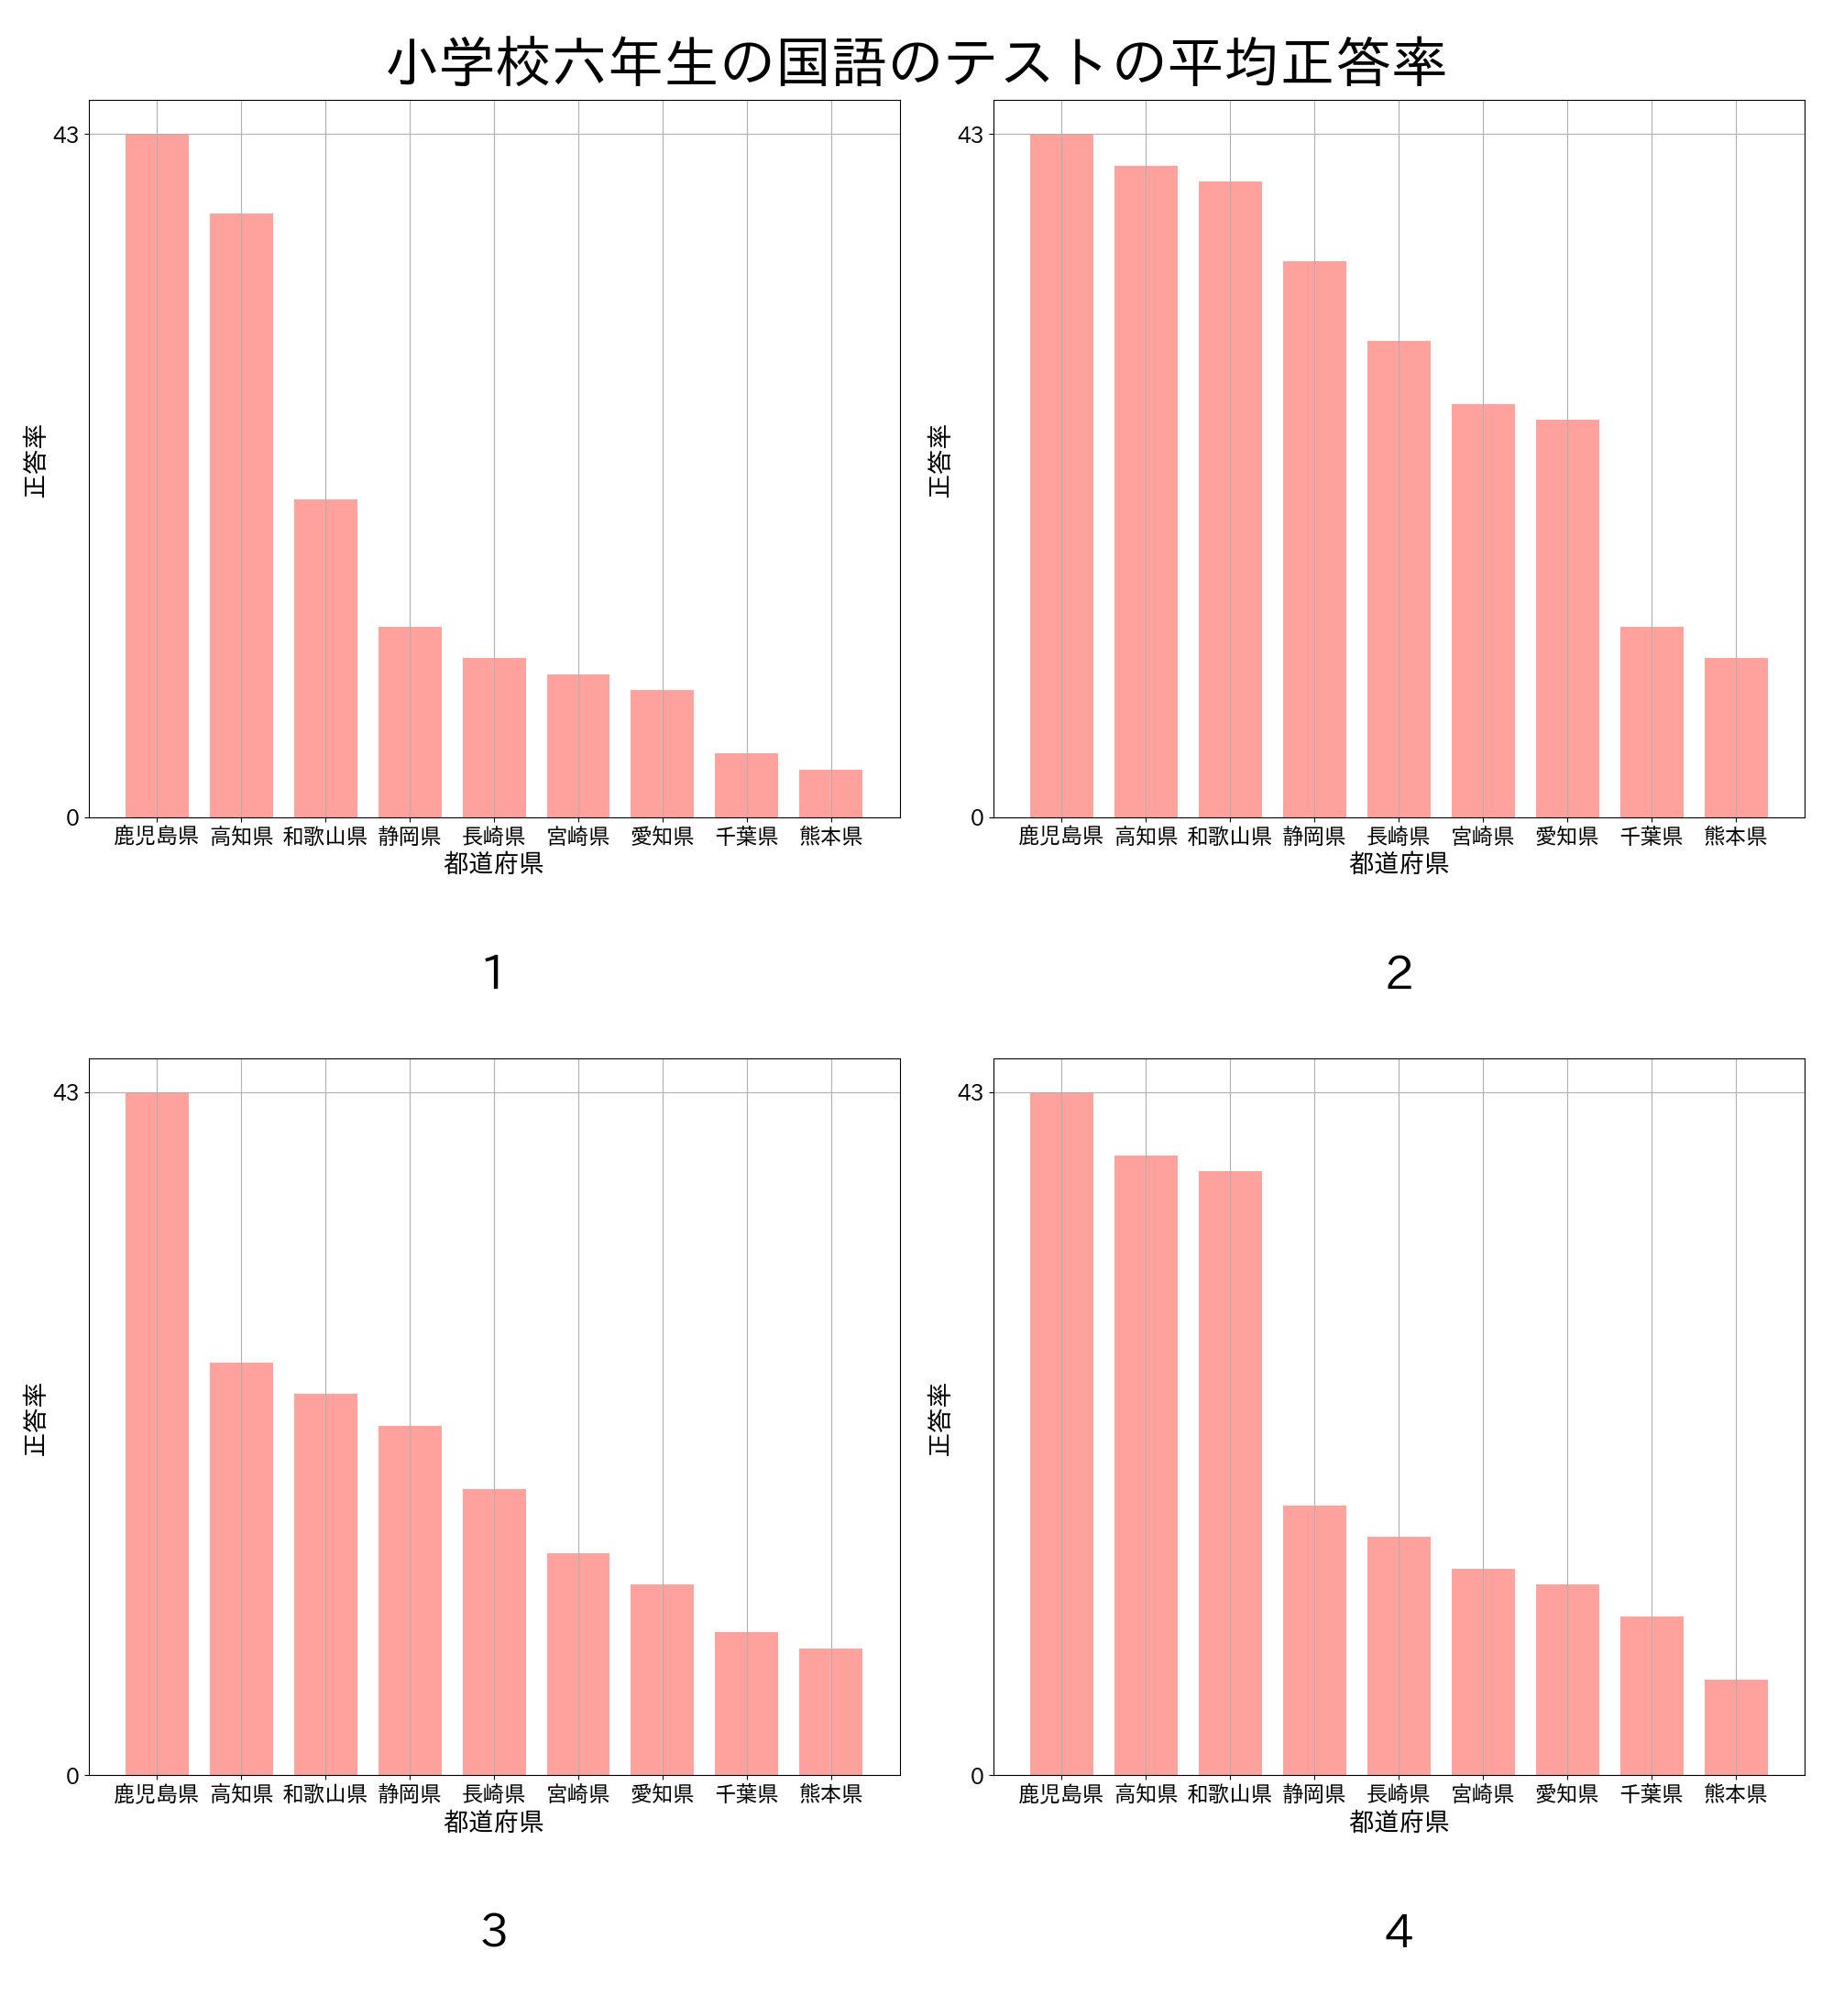 小学校六年生の国語のテストの平均正答率
43
0
正答率
鹿児島県 高知県 和歌山県 静岡県 長崎県 宮崎県 愛知県 千葉県 熊本県
都道府県
1
43
0
正答率
鹿児島県 高知県 和歌山県 静岡県 長崎県 宮崎県 愛知県 千葉県 熊本県
都道府県
2
43
0
正答率
鹿児島県 高知県 和歌山県 静岡県 長崎県 宮崎県 愛知県 千葉県 熊本県
都道府県
3
43
0
正答率
鹿児島県 高知県 和歌山県 静岡県 長崎県 宮崎県 愛知県 千葉県 熊本県
都道府県
4